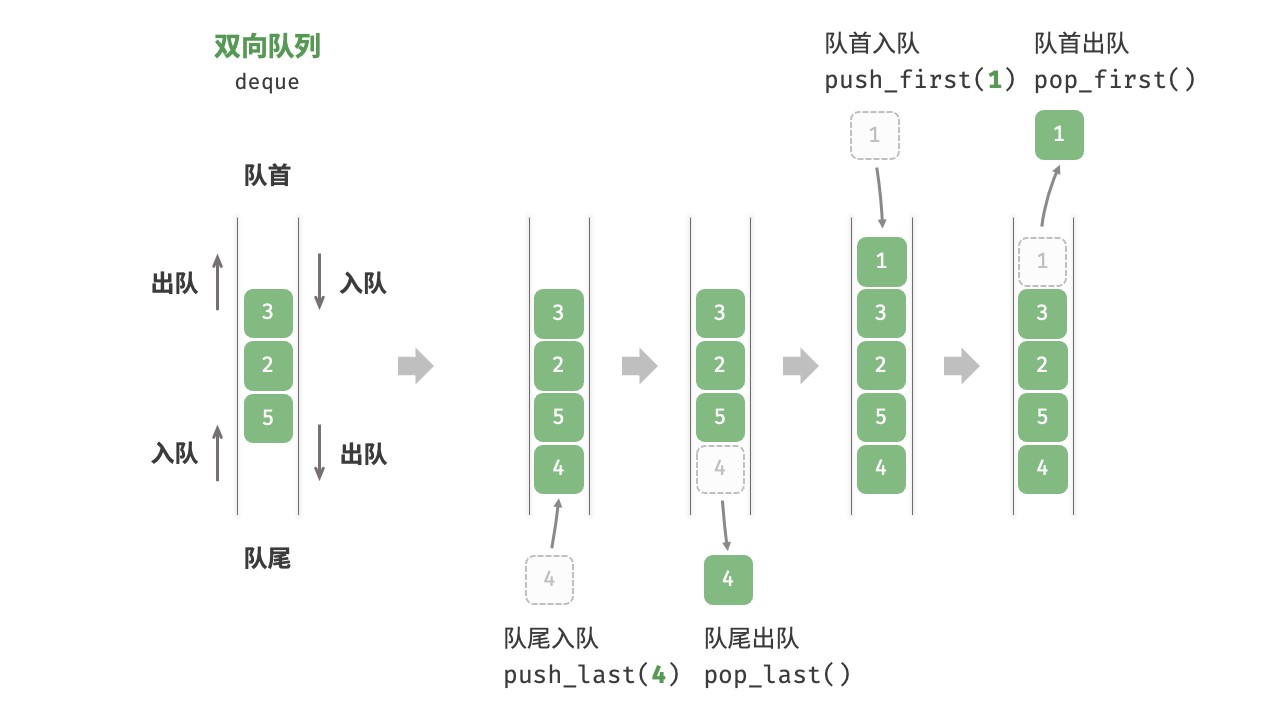 双向队列
deque
队首
出队
入队
3
2
5
入队
出队
队尾
3
2
5
4
4
队尾入队
push_last(4)
3
2
5
4
4
队尾出队
pop_last()
队首入队
push_first(1)
1
1
3
2
5
4
队首出队
pop_first()
1
1
3
2
5
4